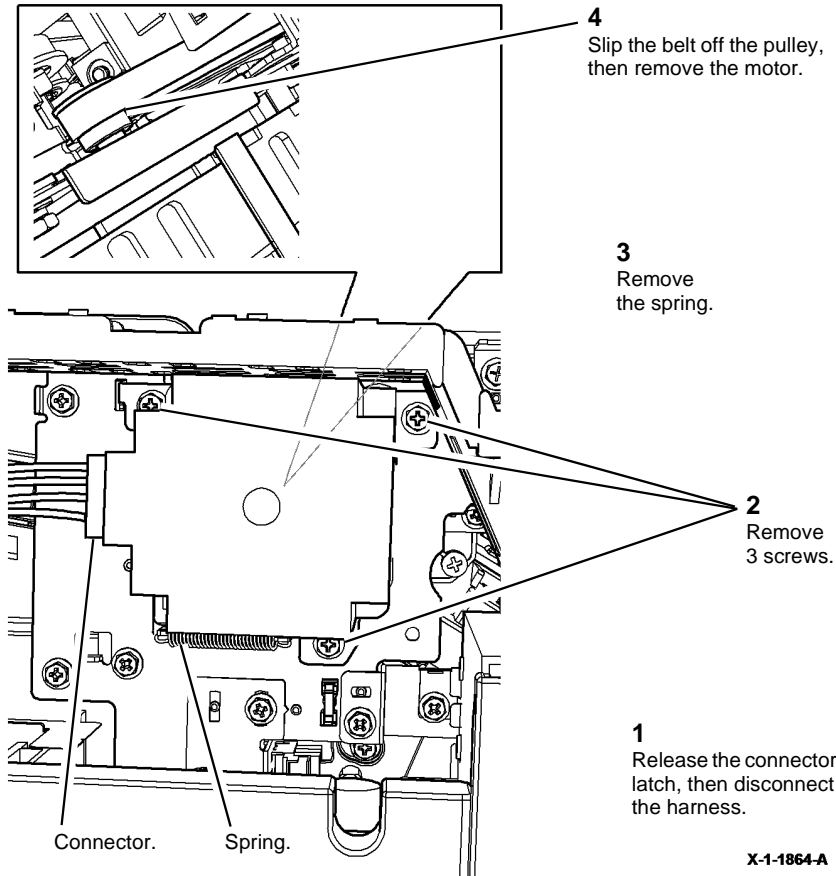 4
Slip the belt off the pulley,
then remove the motor.
3
Remove
the spring.
2
Remove
3 screws.
1
Release the connector
latch, then disconnect
the harness.
Connector.
Spring.
X-1-1864-A